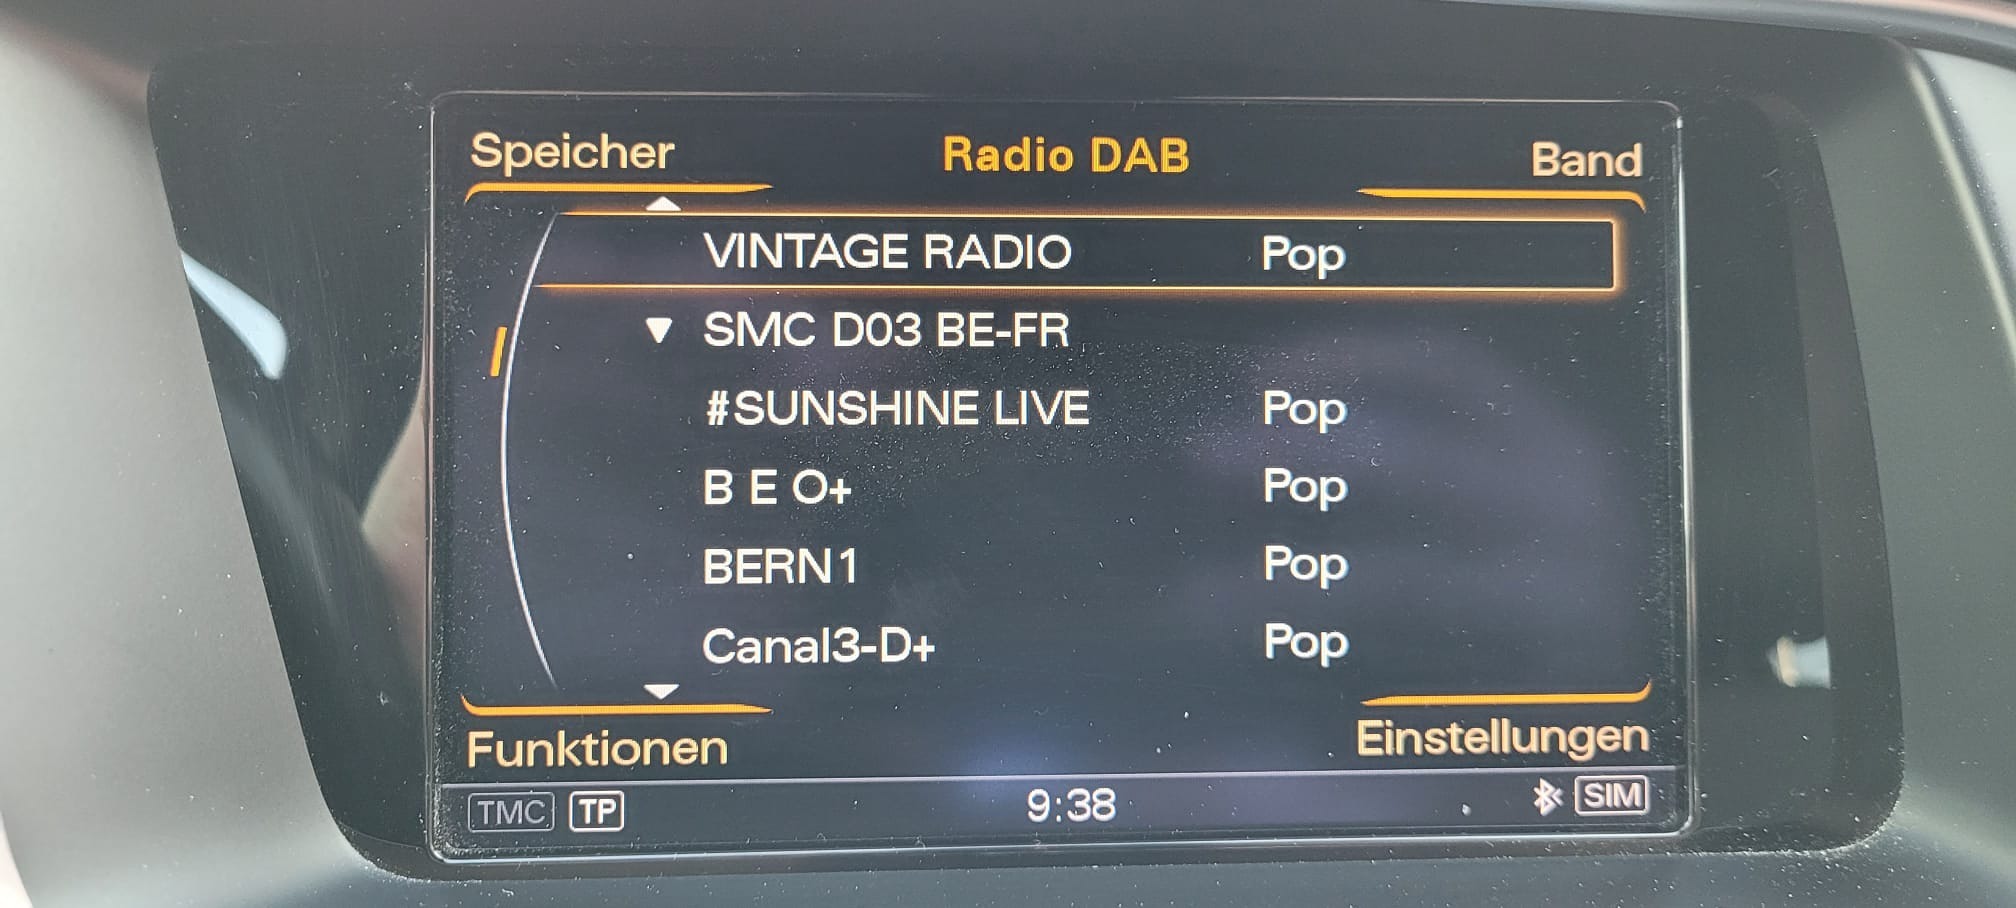 Speicher Radio DAB Band
VINTAGE RADIO Pop
▼ SMC D03 BE-FR
#SUNSHINE LIVE Pop
B E O+ Pop
BERN1 Pop
Canal3-D+ Pop
Funktionen Einstellungen
TMC TP 9:38 SIM